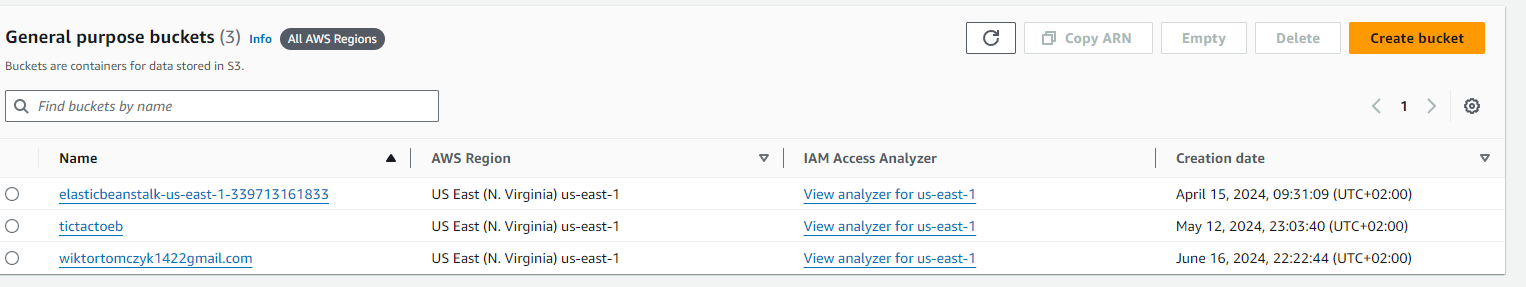 General purpose buckets (3) Info All AWS Regions
Copy ARN Empty Delete Create bucket
Buckets are containers for data stored in S3.
Find buckets by name
1
Name AWS Region IAM Access Analyzer Creation date
elasticbeanstalk-us-east-1-339713161833 US East (N. Virginia) us-east-1 View analyzer for us-east-1 April 15, 2024, 09:31:09 (UTC+02:00)
tictactoeb US East (N. Virginia) us-east-1 View analyzer for us-east-1 May 12, 2024, 23:03:40 (UTC+02:00)
wiktortomczyk1422gmail.com US East (N. Virginia) us-east-1 View analyzer for us-east-1 June 16, 2024, 22:22:44 (UTC+02:00)